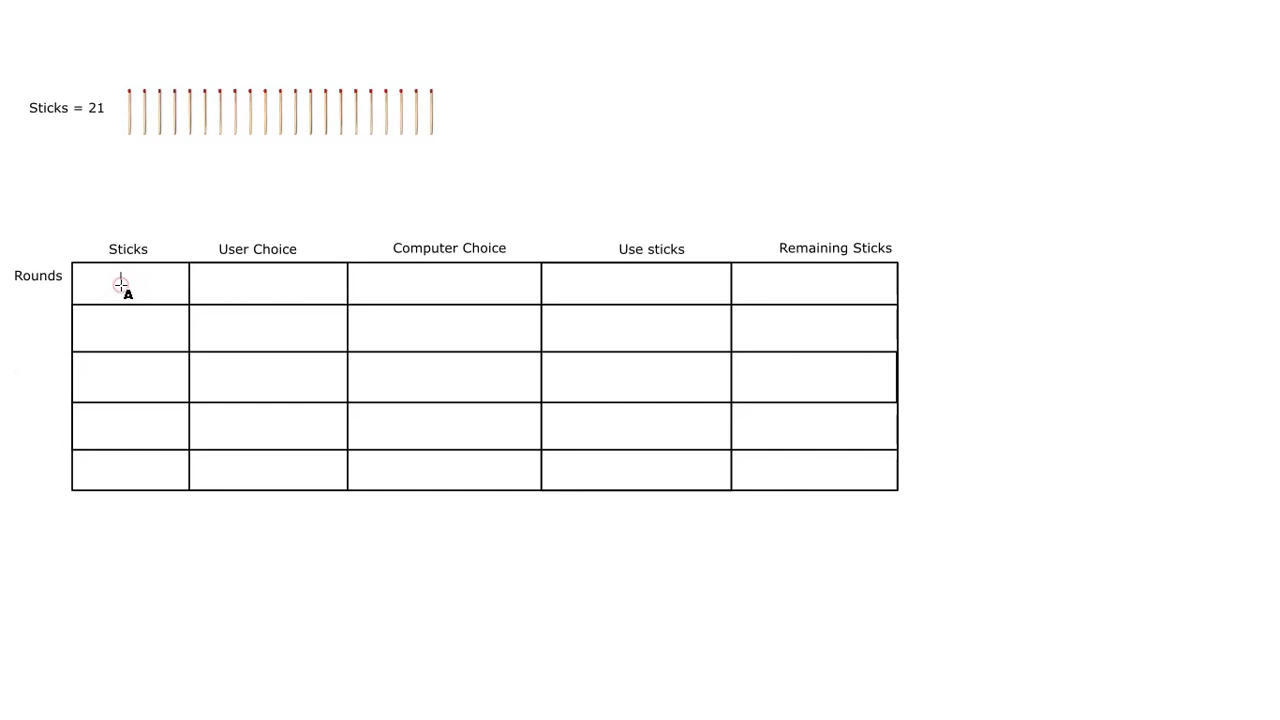 Sticks = 21
Sticks User Choice Computer Choice Use sticks Remaining Sticks
Rounds
A